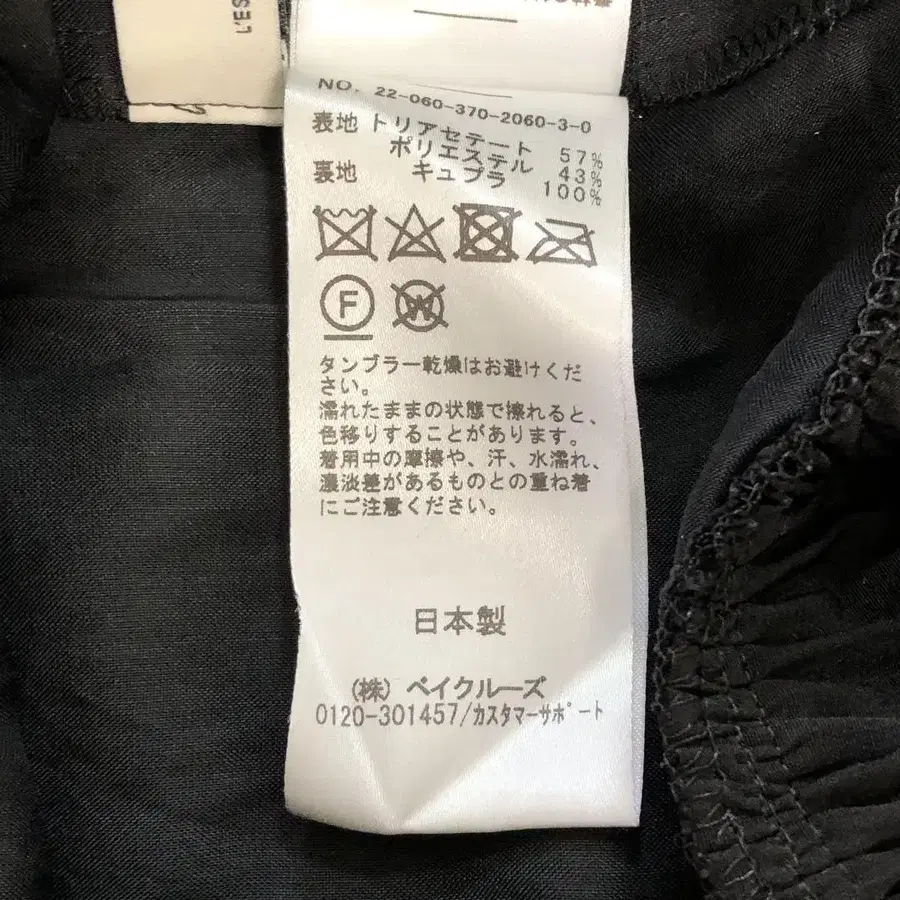 L'ES
NO. 22-060-370-2060-3-0
表地 トリアセテート 57%
ポリエステル 43%
裏地 キュプラ 100%
F
W
タンブラー乾燥はお避けくだ
さい。
濡れたままの状態で擦れると、
色移りすることがあります。
着用中の摩擦や、汗、水濡れ、
濃淡差があるものとの重ね着
にご注意ください。
日本製
(株) ベイクルーズ
0120-301457/カスタマーサポート